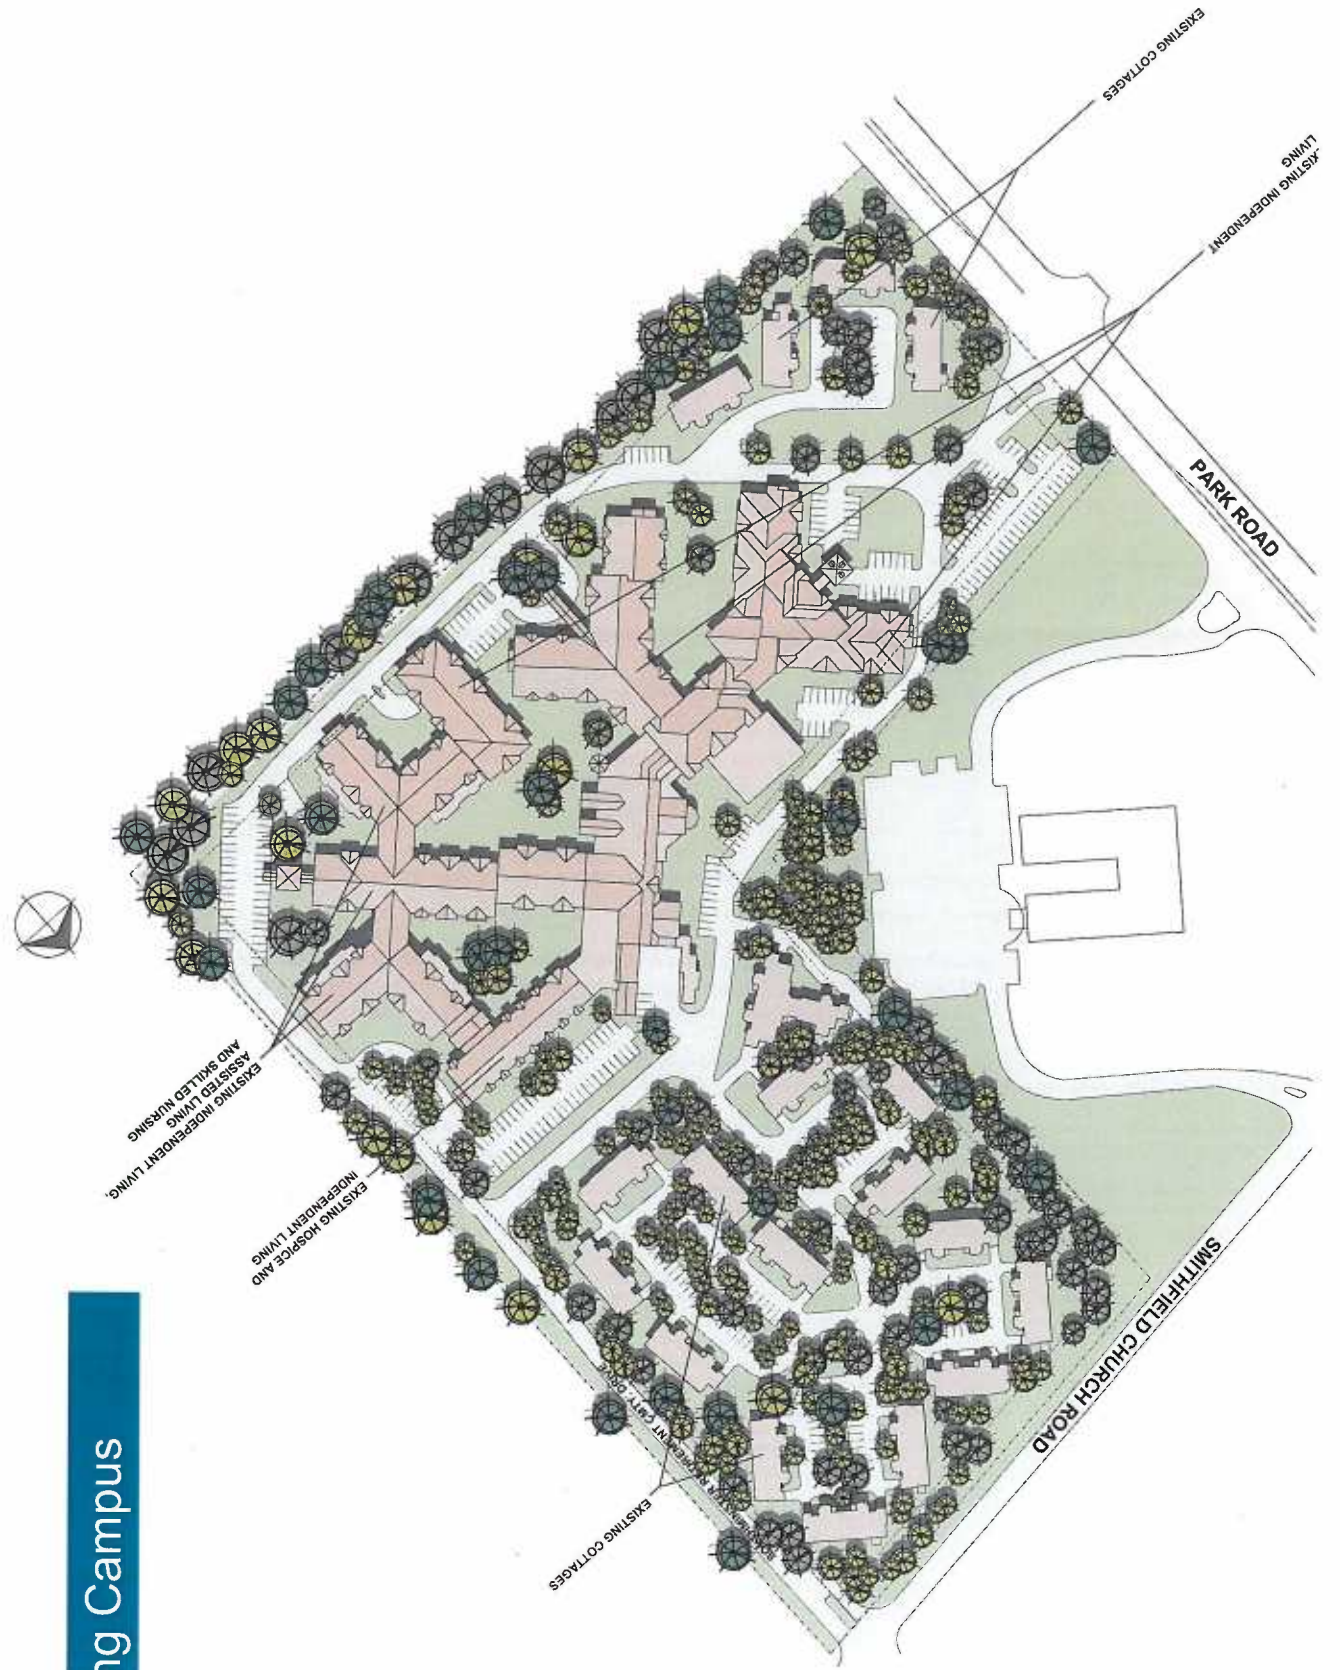 EXISTING COTTAGES
XISTING INDEPENDENT
LIVING
PARK ROAD
EXISTING INDEPENDENT LIVING,
ASSISTED LIVING
AND SKILLED NURSING
EXISTING HOSPICE AND
INDEPENDENT LIVING
EXISTING COTTAGES
SMITHFIELD CHURCH ROAD
ng Campus